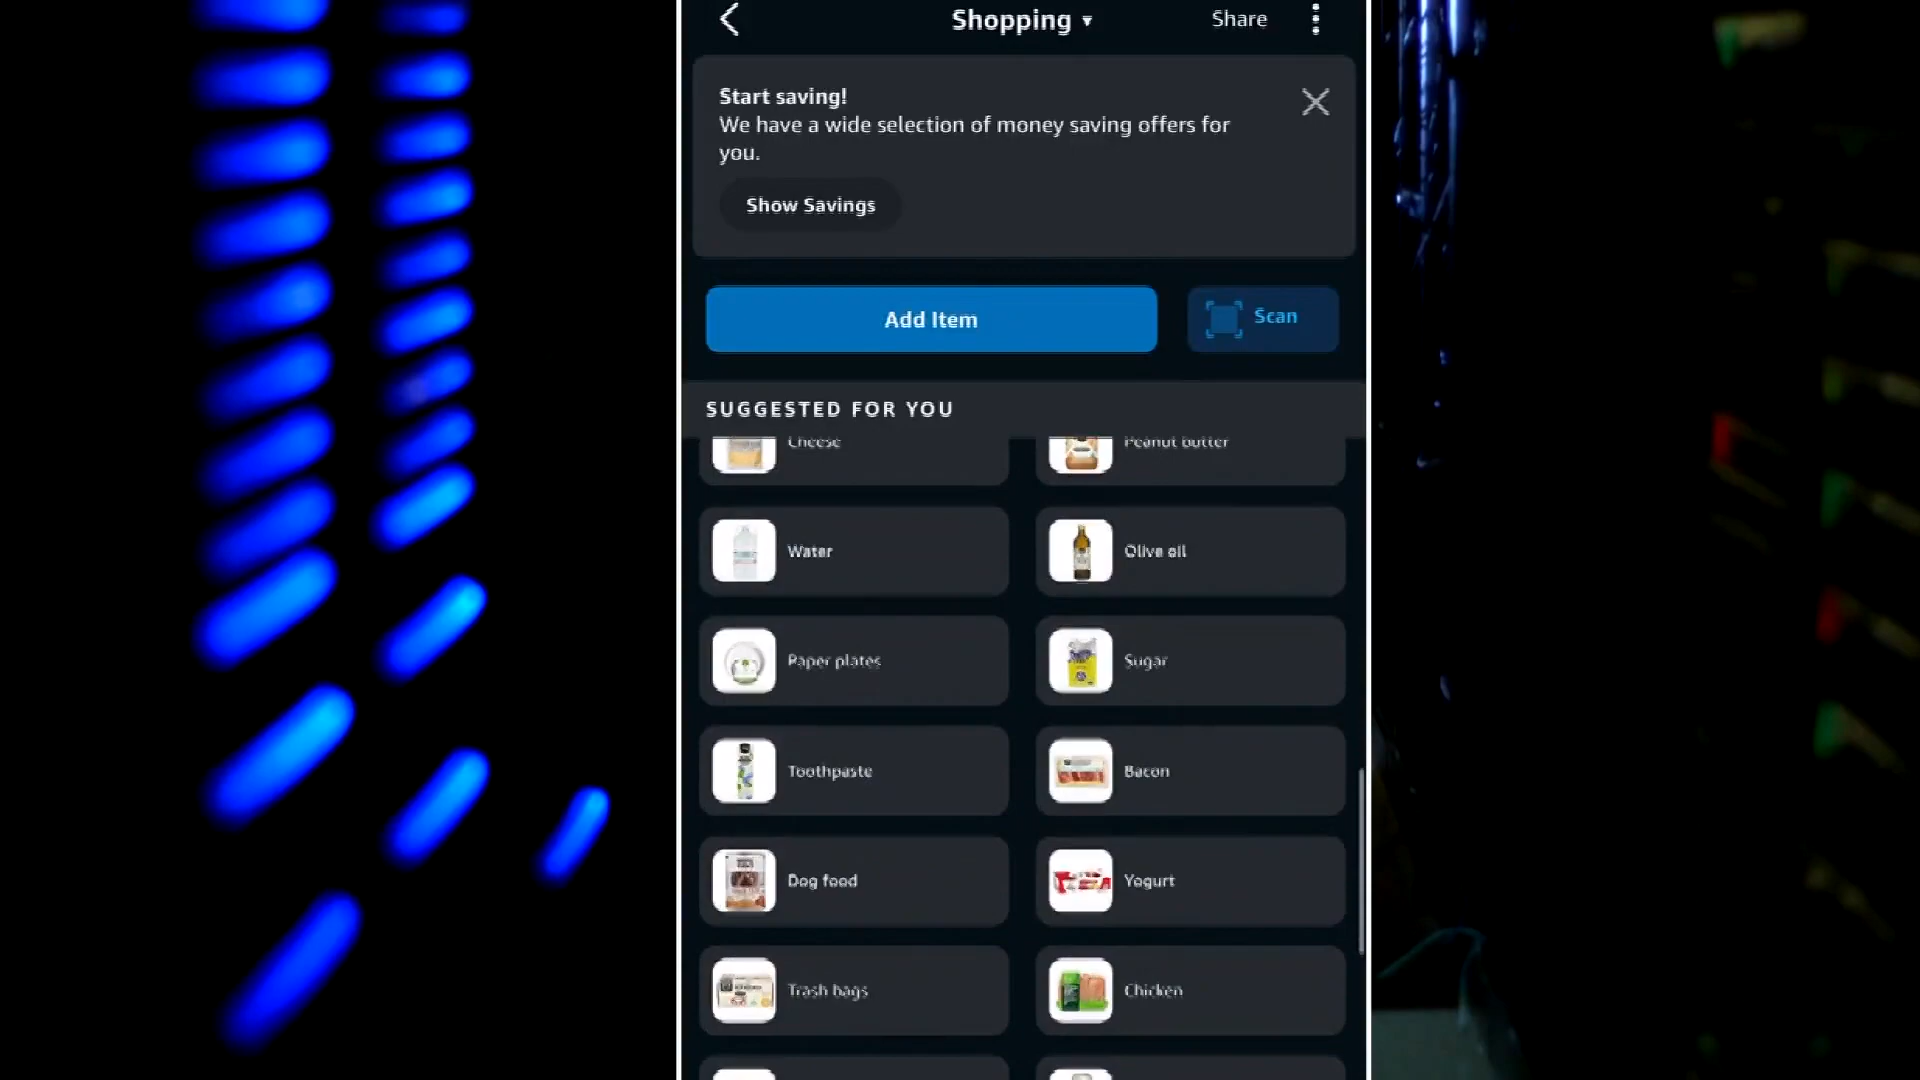 Shopping ▾
Share
Start saving!
We have a wide selection of money saving offers for
you.
Show Savings
Add Item
Scan
SUGGESTED FOR YOU
Cheese
Peanut butter
Water
Olive oil
Paper plates
Sugar
Toothpaste
Bacon
Dog food
Yogurt
Trash bags
Chicken